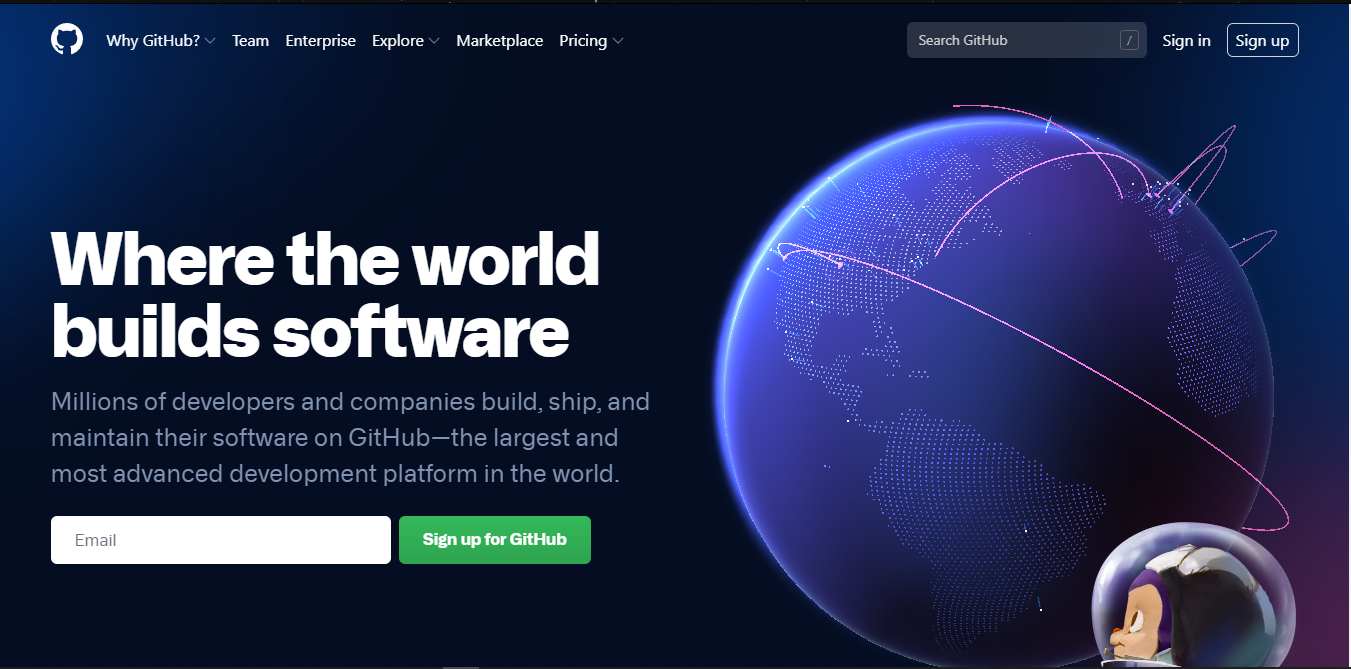 Why GitHub? Team Enterprise Explore Marketplace Pricing Search GitHub / Sign in Sign up
Where the world
builds software
Millions of developers and companies build, ship, and
maintain their software on GitHub—the largest and
most advanced development platform in the world.
Email Sign up for GitHub